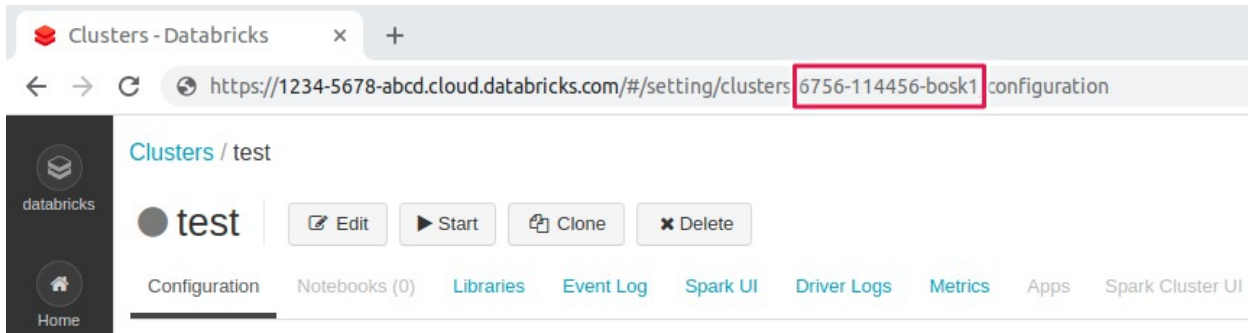 Clusters - Databricks × +
https://1234-5678-abcd.cloud.databricks.com/#/setting/clusters 6756-114456-bosk1 configuration
Clusters / test
databricks
test
Edit
Start
Clone
Delete
Configuration Notebooks (0) Libraries Event Log Spark UI Driver Logs Metrics Apps Spark Cluster UI
Home